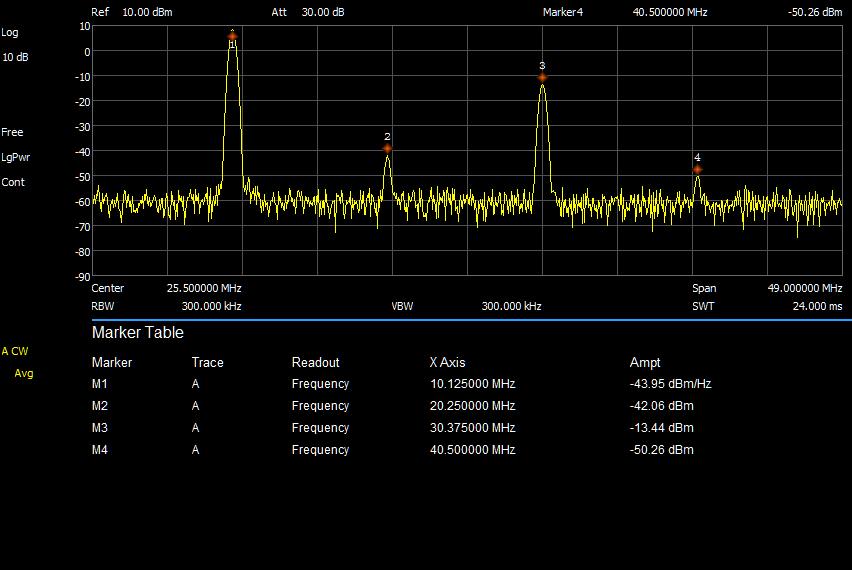 Ref 10.00 dBm Att 30.00 dB Marker4 40.500000 MHz -50.26 dBm
Log
10 dB
Free
LgPwr
Cont
10
0
-10
-20
-30
-40
-50
-60
-70
-80
-90
1
2
3
4
Center 25.500000 MHz Span 49.000000 MHz
RBW 300.000 kHz VBW 300.000 kHz SWT 24.000 ms
A CW
Avg
Marker Table
Marker Trace Readout X Axis Ampt
M1 A Frequency 10.125000 MHz -43.95 dBm/Hz
M2 A Frequency 20.250000 MHz -42.06 dBm
M3 A Frequency 30.375000 MHz -13.44 dBm
M4 A Frequency 40.500000 MHz -50.26 dBm